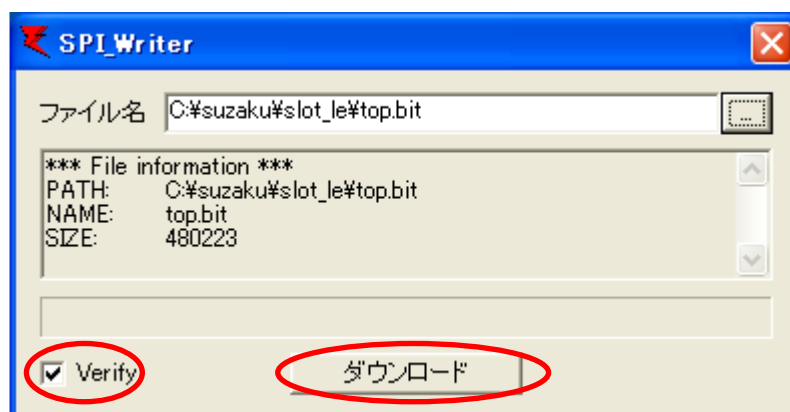 SPI_Writer
ファイル名 C:¥suzaku¥slot_le¥top.bit ...
*** File information ***
PATH: C:¥suzaku¥slot_le¥top.bit
NAME: top.bit
SIZE: 480223
Verify ダウンロード